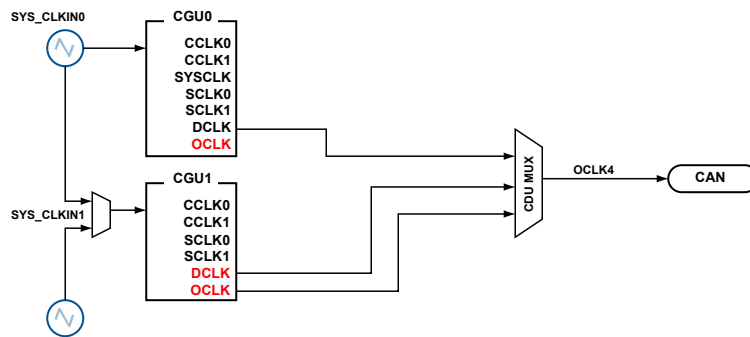 SYS_CLKIN0
CGU0
CCLK0
CCLK1
SYSCLK
SCLK0
SCLK1
DCLK
OCLK
CDU MUX
OCLK4
CAN
SYS_CLKIN1
CGU1
CCLK0
CCLK1
SCLK0
SCLK1
DCLK
OCLK